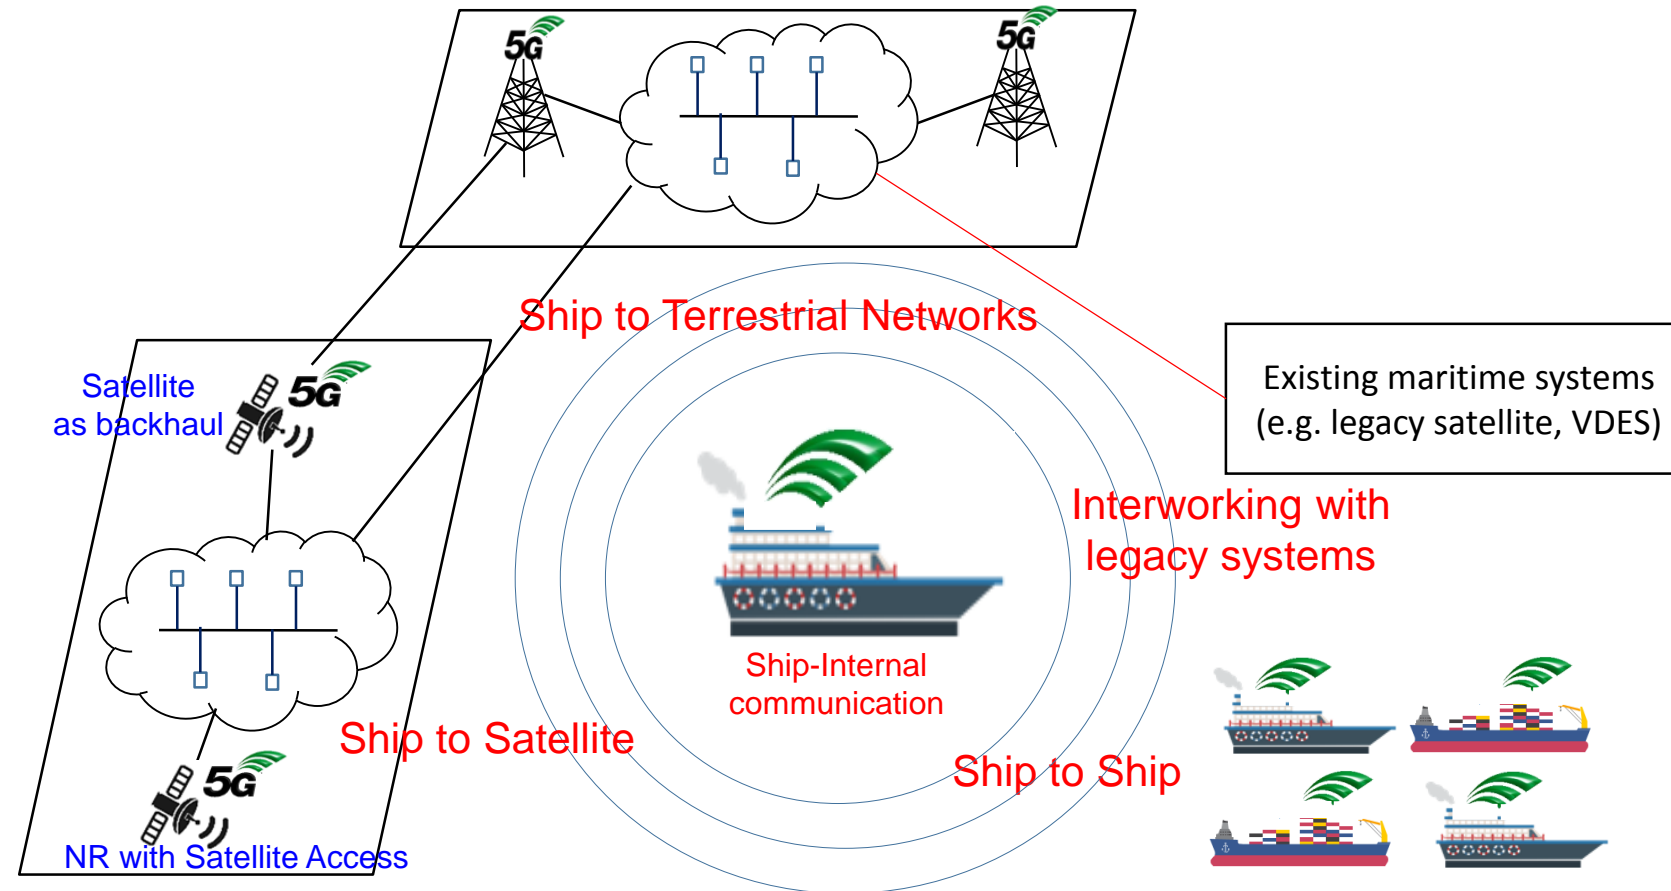 5G
5G
Ship to Terrestrial Networks
Satellite
as backhaul
5G
Existing maritime systems
(e.g. legacy satellite, VDES)
Interworking with
legacy systems
Ship-Internal
communication
Ship to Satellite
Ship to Ship
5G
NR with Satellite Access